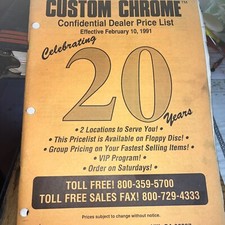 CUSTOM CHROME™
Confidential Dealer Price List
Effective February 10, 1991
Celebrating
20
Years
• 2 Locations to Serve You! •
• This Pricelist is Available on Floppy Disc! •
• Group Pricing on Your Fastest Selling Items! •
• VIP Program! •
• Order on Saturdays! •
TOLL FREE! 800-359-5700
TOLL FREE SALES FAX! 800-729-4333
Prices subject to change without notice.